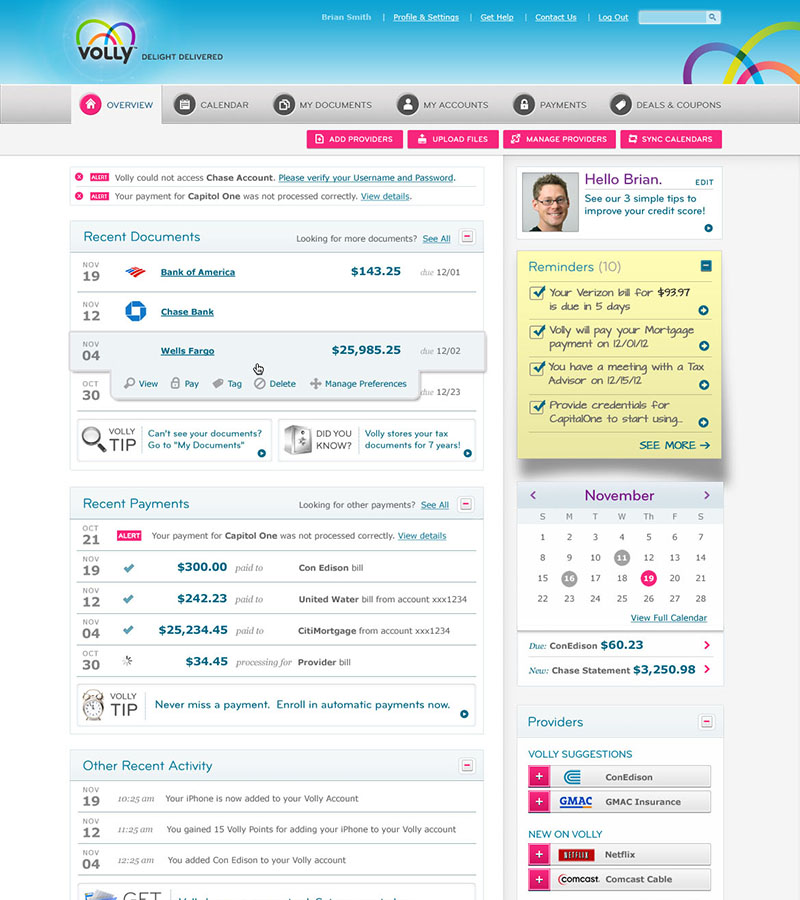 Brian Smith | Profile & Settings | Get Help | Contact Us | Log Out
VOLLY™ DELIGHT DELIVERED
OVERVIEW CALENDAR MY DOCUMENTS MY ACCOUNTS PAYMENTS DEALS & COUPONS
ADD PROVIDERS UPLOAD FILES MANAGE PROVIDERS SYNC CALENDARS
ALERT Volly could not access Chase Account. Please verify your Username and Password.
ALERT Your payment for Capitol One was not processed correctly. View details.
Recent Documents Looking for more documents? See All
NOV
19 Bank of America $143.25 due 12/01
NOV
12 Chase Bank
NOV
04 Wells Fargo $25,985.25 due 12/02
View Pay Tag Delete Manage Preferences
OCT
30 due 12/23
VOLLY
TIP
Can't see your documents?
Go to "My Documents"
DID YOU
KNOW?
Volly stores your tax
documents for 7 years!
Recent Payments Looking for other payments? See All
OCT
21 ALERT Your payment for Capitol One was not processed correctly. View details
NOV
19 $300.00 paid to Con Edison bill
NOV
12 $242.23 paid to United Water bill from account xxx1234
NOV
04 $25,234.45 paid to CitiMortgage from account xxx1234
OCT
30 $34.45 processing for Provider bill
VOLLY
TIP
Never miss a payment. Enroll in automatic payments now.
Other Recent Activity
NOV
19 10:25 am Your iPhone is now added to your Volly Account
NOV
12 11:25 am You gained 15 Volly Points for adding your iPhone to your Volly account
NOV
04 12:25 am You added Con Edison to your Volly account
GET
Hello Brian. EDIT
See our 3 simple tips to
improve your credit score!
Reminders (10)
Your Verizon bill for $93.97
is due in 5 days
Volly will pay your Mortgage
payment on 12/01/12
You have a meeting with a Tax
Advisor on 12/15/12
Provide credentials for
CapitalOne to start using...
SEE MORE →
< November >
S M T W Th F S
1 2 3 4 5 6 7
8 9 10 11 12 13 14
15 16 17 18 19 20 21
22 23 24 25 26 27 28
View Full Calendar
Due: ConEdison $60.23
New: Chase Statement $3,250.98
Providers
VOLLY SUGGESTIONS
ConEdison
GMAC GMAC Insurance
NEW ON VOLLY
NETFLIX Netflix
comcast. Comcast Cable